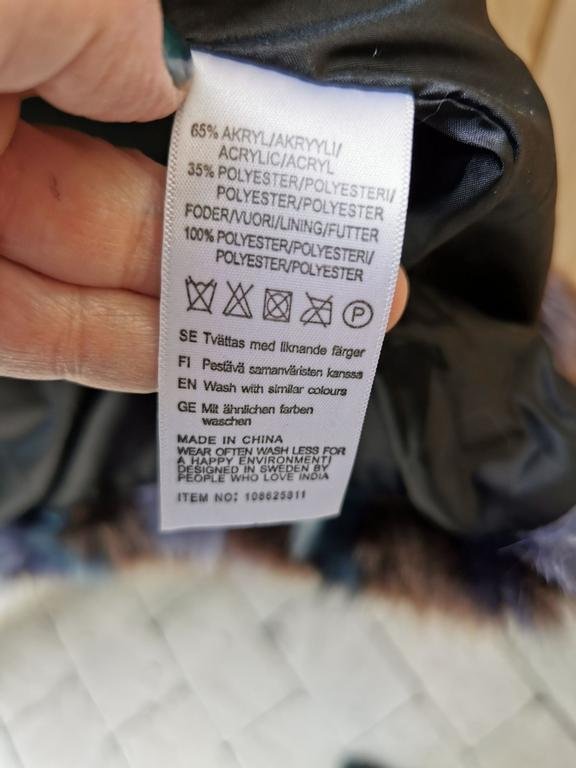 65% AKRYL/AKRYYLI/
ACRYLIC/ACRYL
35% POLYESTER/POLYESTERI/
POLYESTER/POLYESTER
FODER/VUORI/LINING/FUTTER
100% POLYESTER/POLYESTERI/
POLYESTER/POLYESTER
P
SE Tvättas med liknande färger
FI Pestävä samanväristen kanssa
EN Wash with similar colours
GE Mit ähnlichen farben
waschen
MADE IN CHINA
WEAR OFTEN WASH LESS FOR
A HAPPY ENVIRONMENT!
DESIGNED IN SWEDEN BY
PEOPLE WHO LOVE INDIA
ITEM NO: 108625811